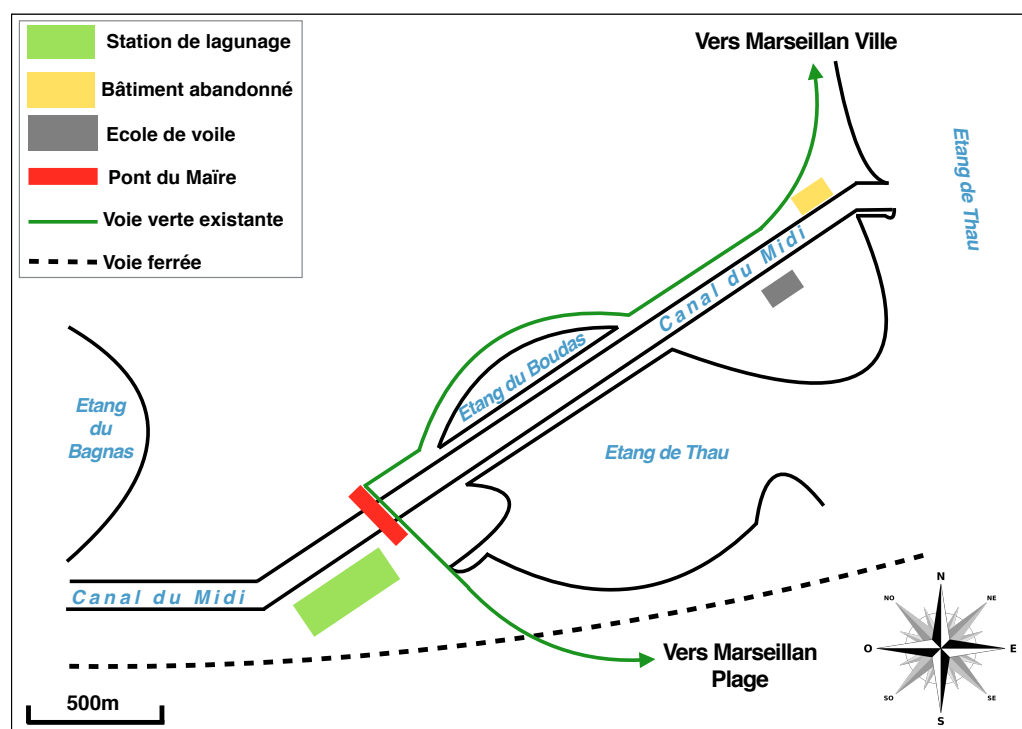 Station de lagunage
Bâtiment abandonné
Ecole de voile
Pont du Maïre
Voie verte existante
Voie ferrée
Vers Marseillan Ville
Etang de Thau
Canal du Midi
Etang du Boudas
Etang
du
Bagnas
Etang de Thau
Canal du Midi
Vers Marseillan
Plage
500m
N
NO
NE
O
E
SO
SE
S